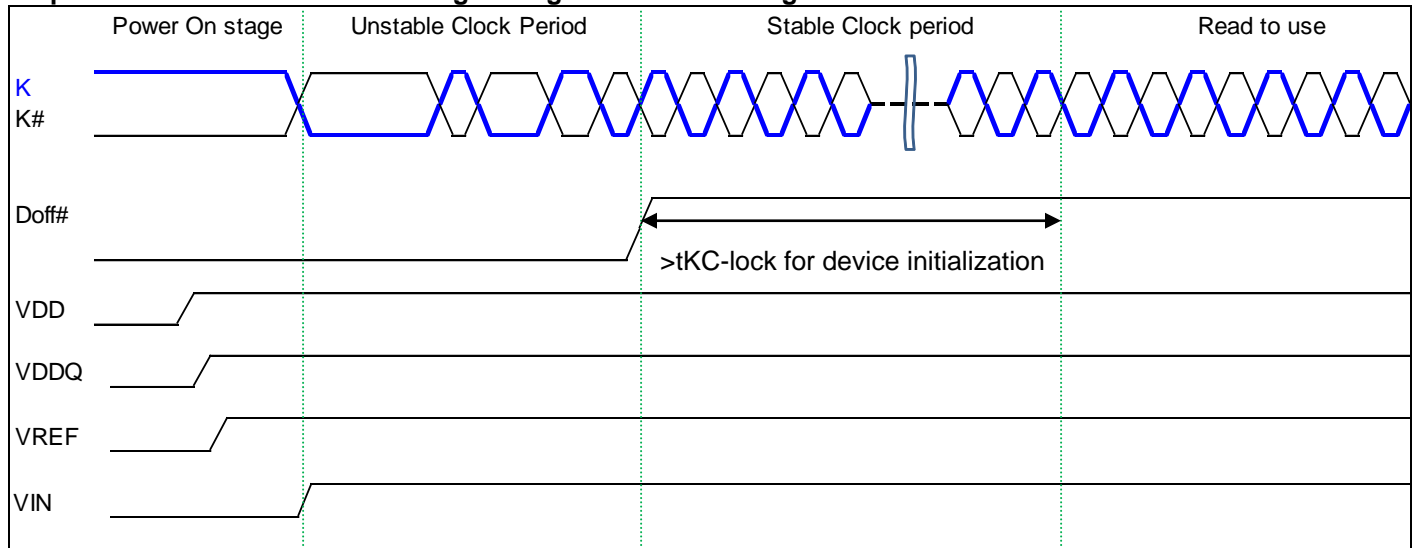 Power On stage
Unstable Clock Period
Stable Clock period
Read to use
K
K#
Doff#
>tKC-lock for device initialization
VDD
VDDQ
VREF
VIN